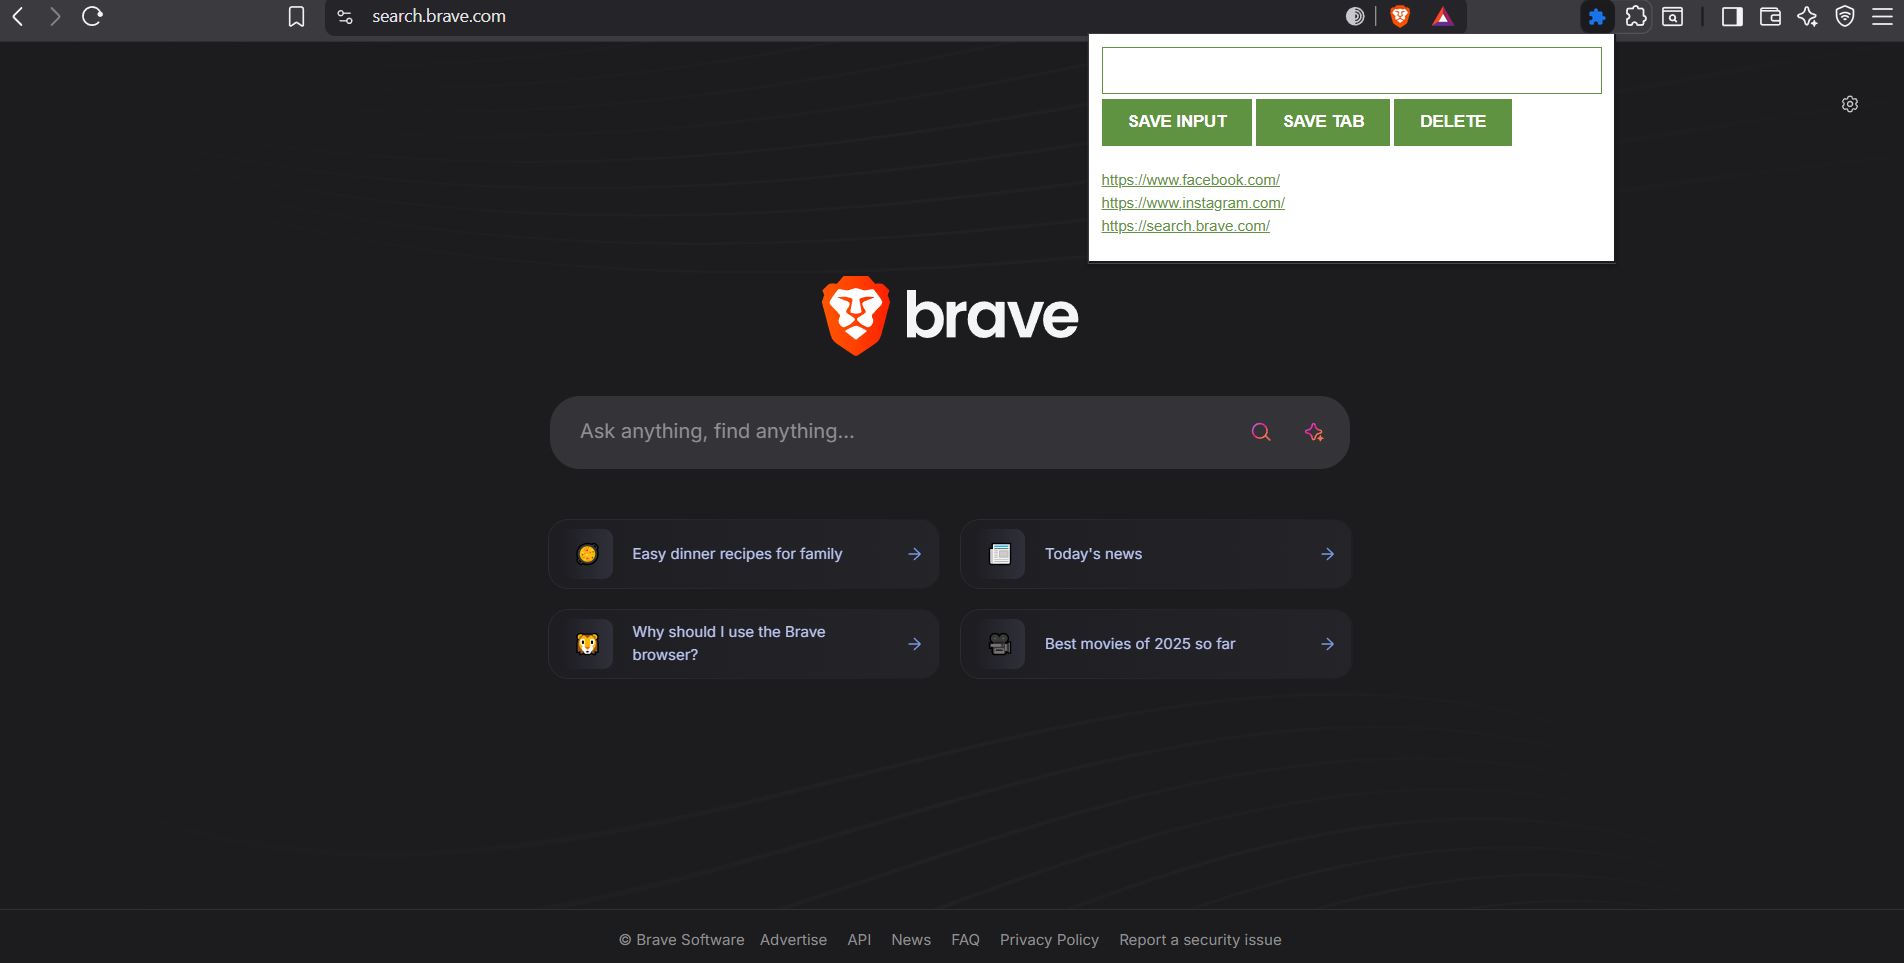 search.brave.com
SAVE INPUT SAVE TAB DELETE
https://www.facebook.com/
https://www.instagram.com/
https://search.brave.com/
brave
Ask anything, find anything...
Easy dinner recipes for family
Today's news
Why should I use the Brave
browser?
Best movies of 2025 so far
© Brave Software Advertise API News FAQ Privacy Policy Report a security issue